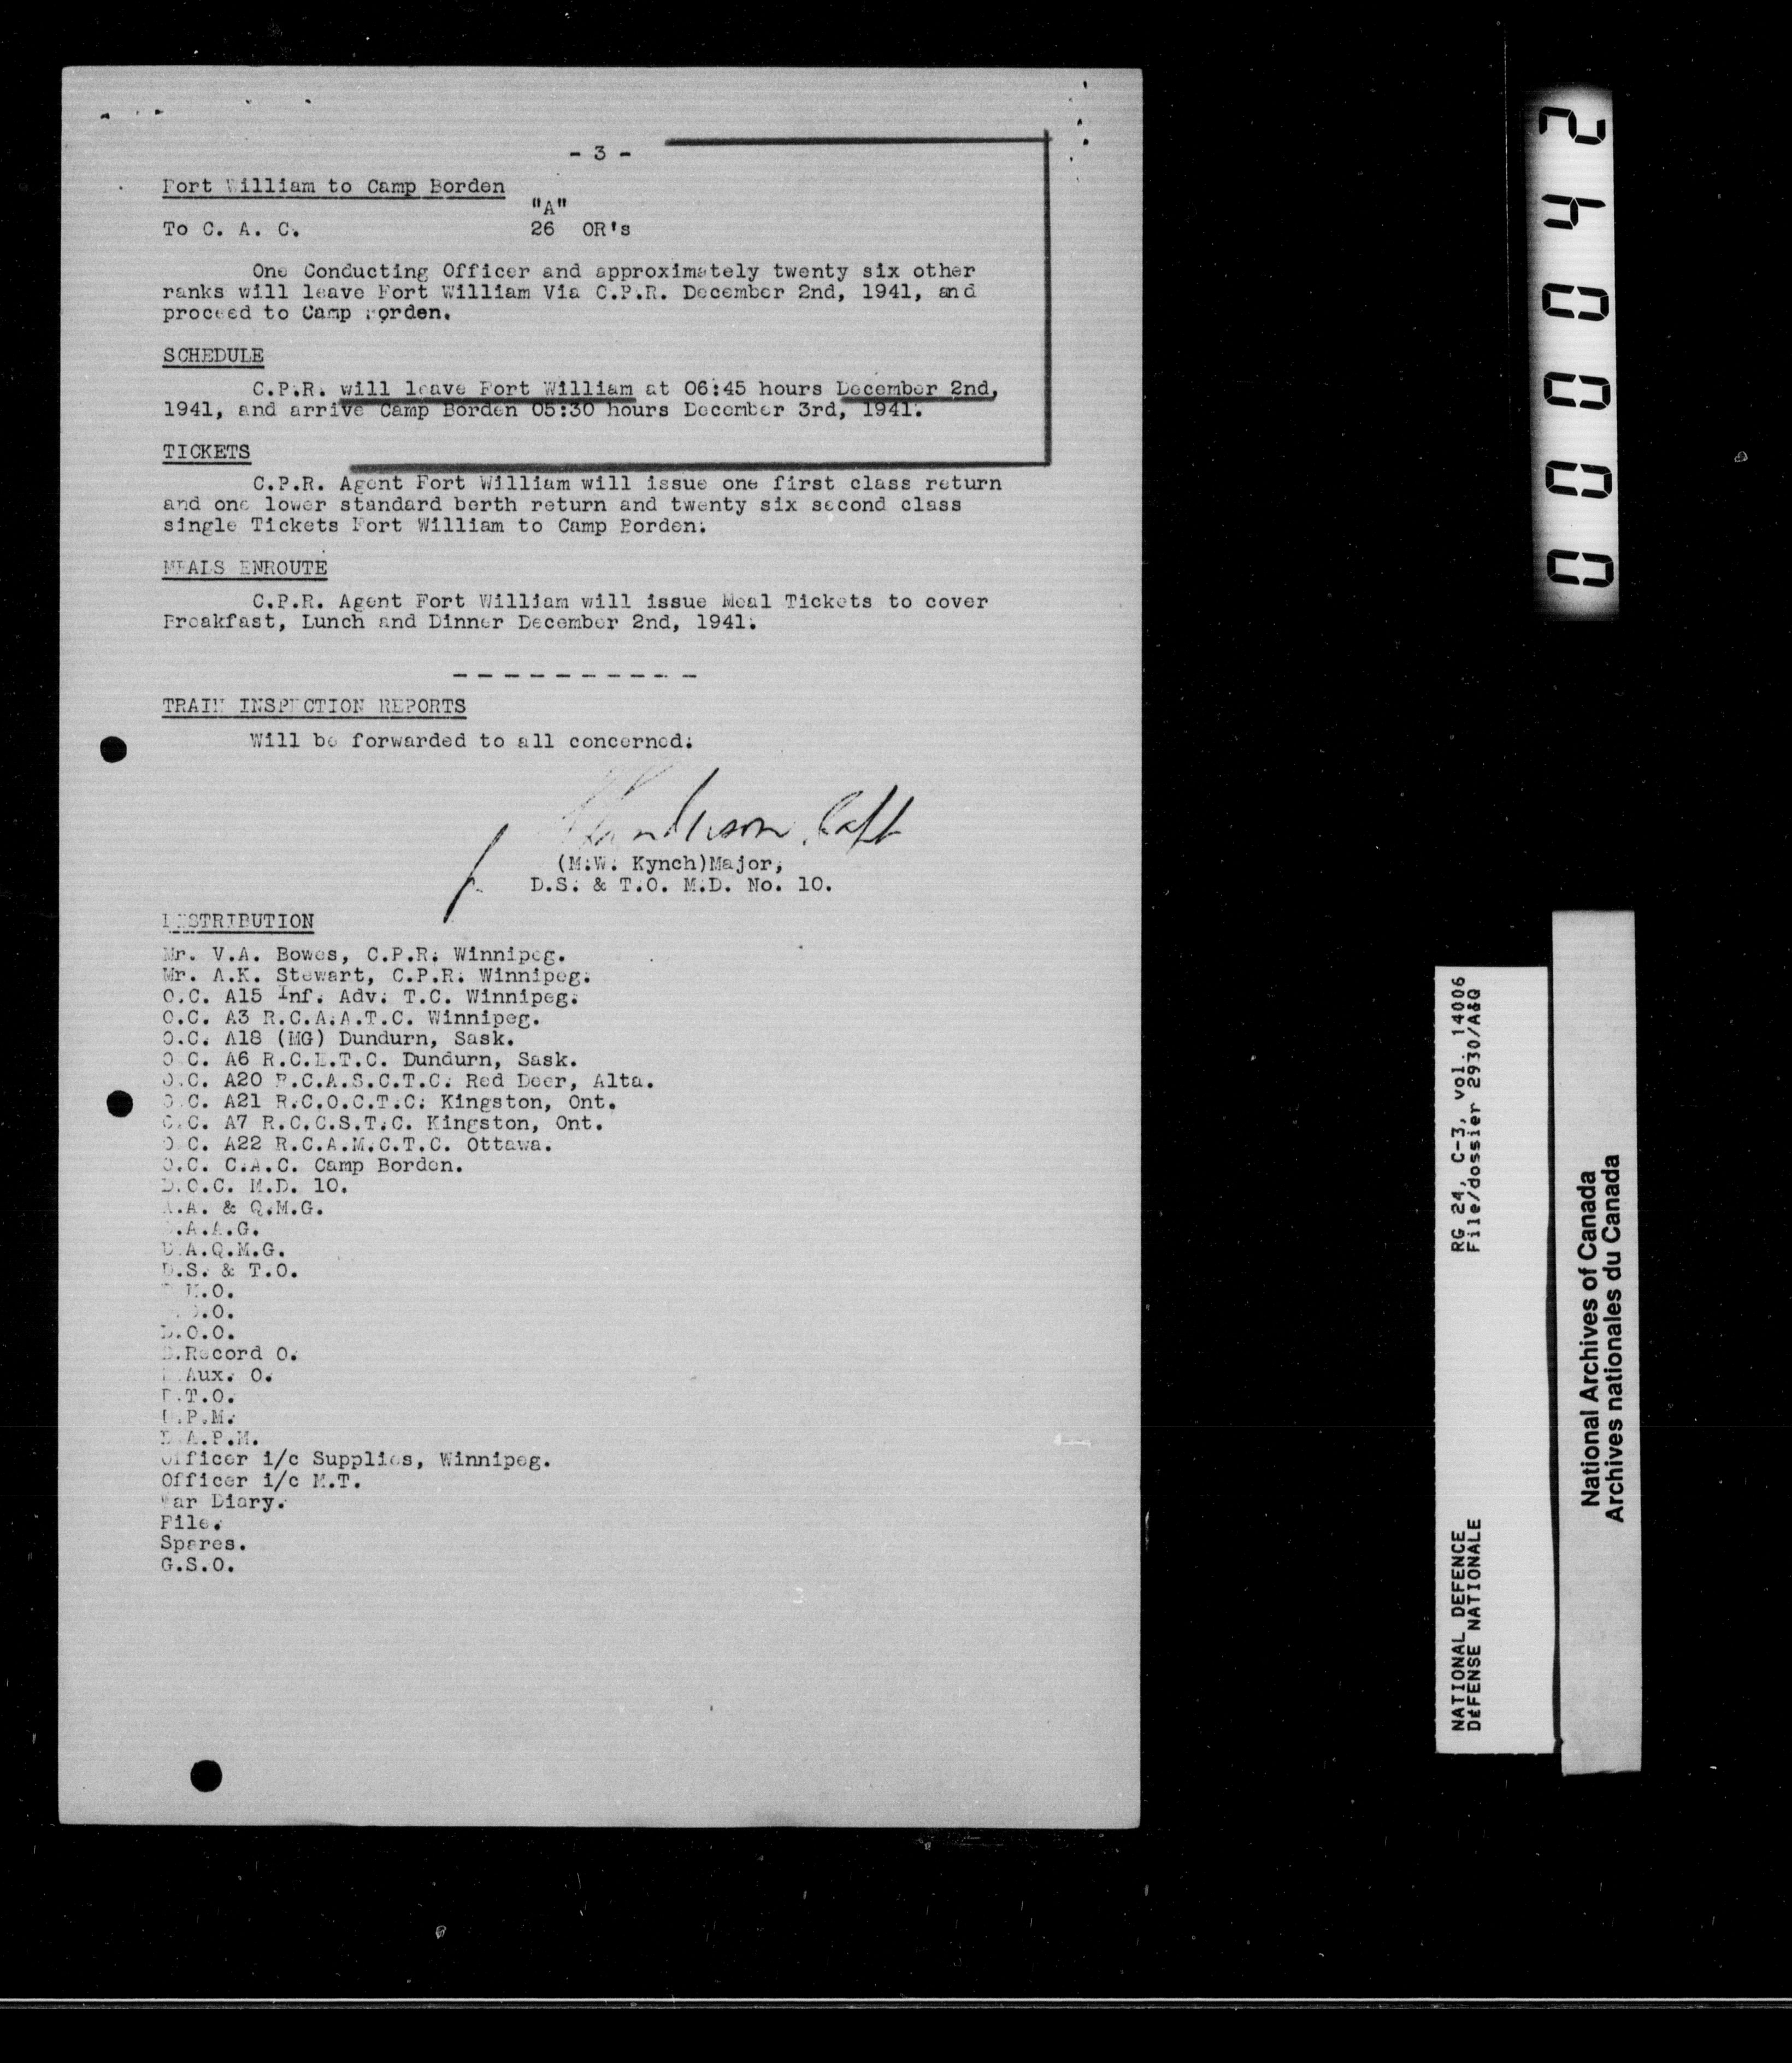 - 3 -
Fort William to Camp Borden
"A"
To C. A. C. 26 OR's
One Conducting Officer and approximately twenty six other
ranks will leave Fort William Via C.P.R. December 2nd, 1941, and
proceed to Camp Borden.
SCHEDULE
C.P.R. will leave Fort William at 06:45 hours December 2nd,
1941, and arrive Camp Borden 05:30 hours December 3rd, 1941.
TICKETS
C.P.R. Agent Fort William will issue one first class return
and one lower standard berth return and twenty six second class
single Tickets Fort William to Camp Borden.
MEALS ENROUTE
C.P.R. Agent Fort William will issue Meal Tickets to cover
Breakfast, Lunch and Dinner December 2nd, 1941.
- - - - - - - - - -
TRAIN INSPECTION REPORTS
Will be forwarded to all concerned.
Capt
(M.W. Kynch)Major,
D.S. & T.O. M.D. No. 10.
DISTRIBUTION
Mr. V.A. Bowes, C.P.R. Winnipeg.
Mr. A.K. Stewart, C.P.R. Winnipeg.
O.C. A15 Inf. Adv. T.C. Winnipeg.
O.C. A3 R.C.A.A.T.C. Winnipeg.
O.C. A18 (MG) Dundurn, Sask.
O.C. A6 R.C.E.T.C. Dundurn, Sask.
O.C. A20 R.C.A.S.C.T.C. Red Deer, Alta.
O.C. A21 R.C.O.C.T.C. Kingston, Ont.
O.C. A7 R.C.C.S.T.C. Kingston, Ont.
O.C. A22 R.C.A.M.C.T.C. Ottawa.
O.C. C.A.C. Camp Borden.
D.O.C. M.D. 10.
A.A. & Q.M.G.
D.A.A.G.
D.A.Q.M.G.
D.S. & T.O.
D.M.O.
D.O.O.
D.Record O.
D.Aux. O.
D.T.O.
D.P.M.
D.A.P.M.
Officer i/c Supplies, Winnipeg.
Officer i/c M.T.
War Diary.
File.
Spares.
G.S.O.
000042
NATIONAL DEFENCE RG 24, C-3, vol. 14006
DÉFENSE NATIONALE File/dossier 2930/A&Q
National Archives of Canada
Archives nationales du Canada